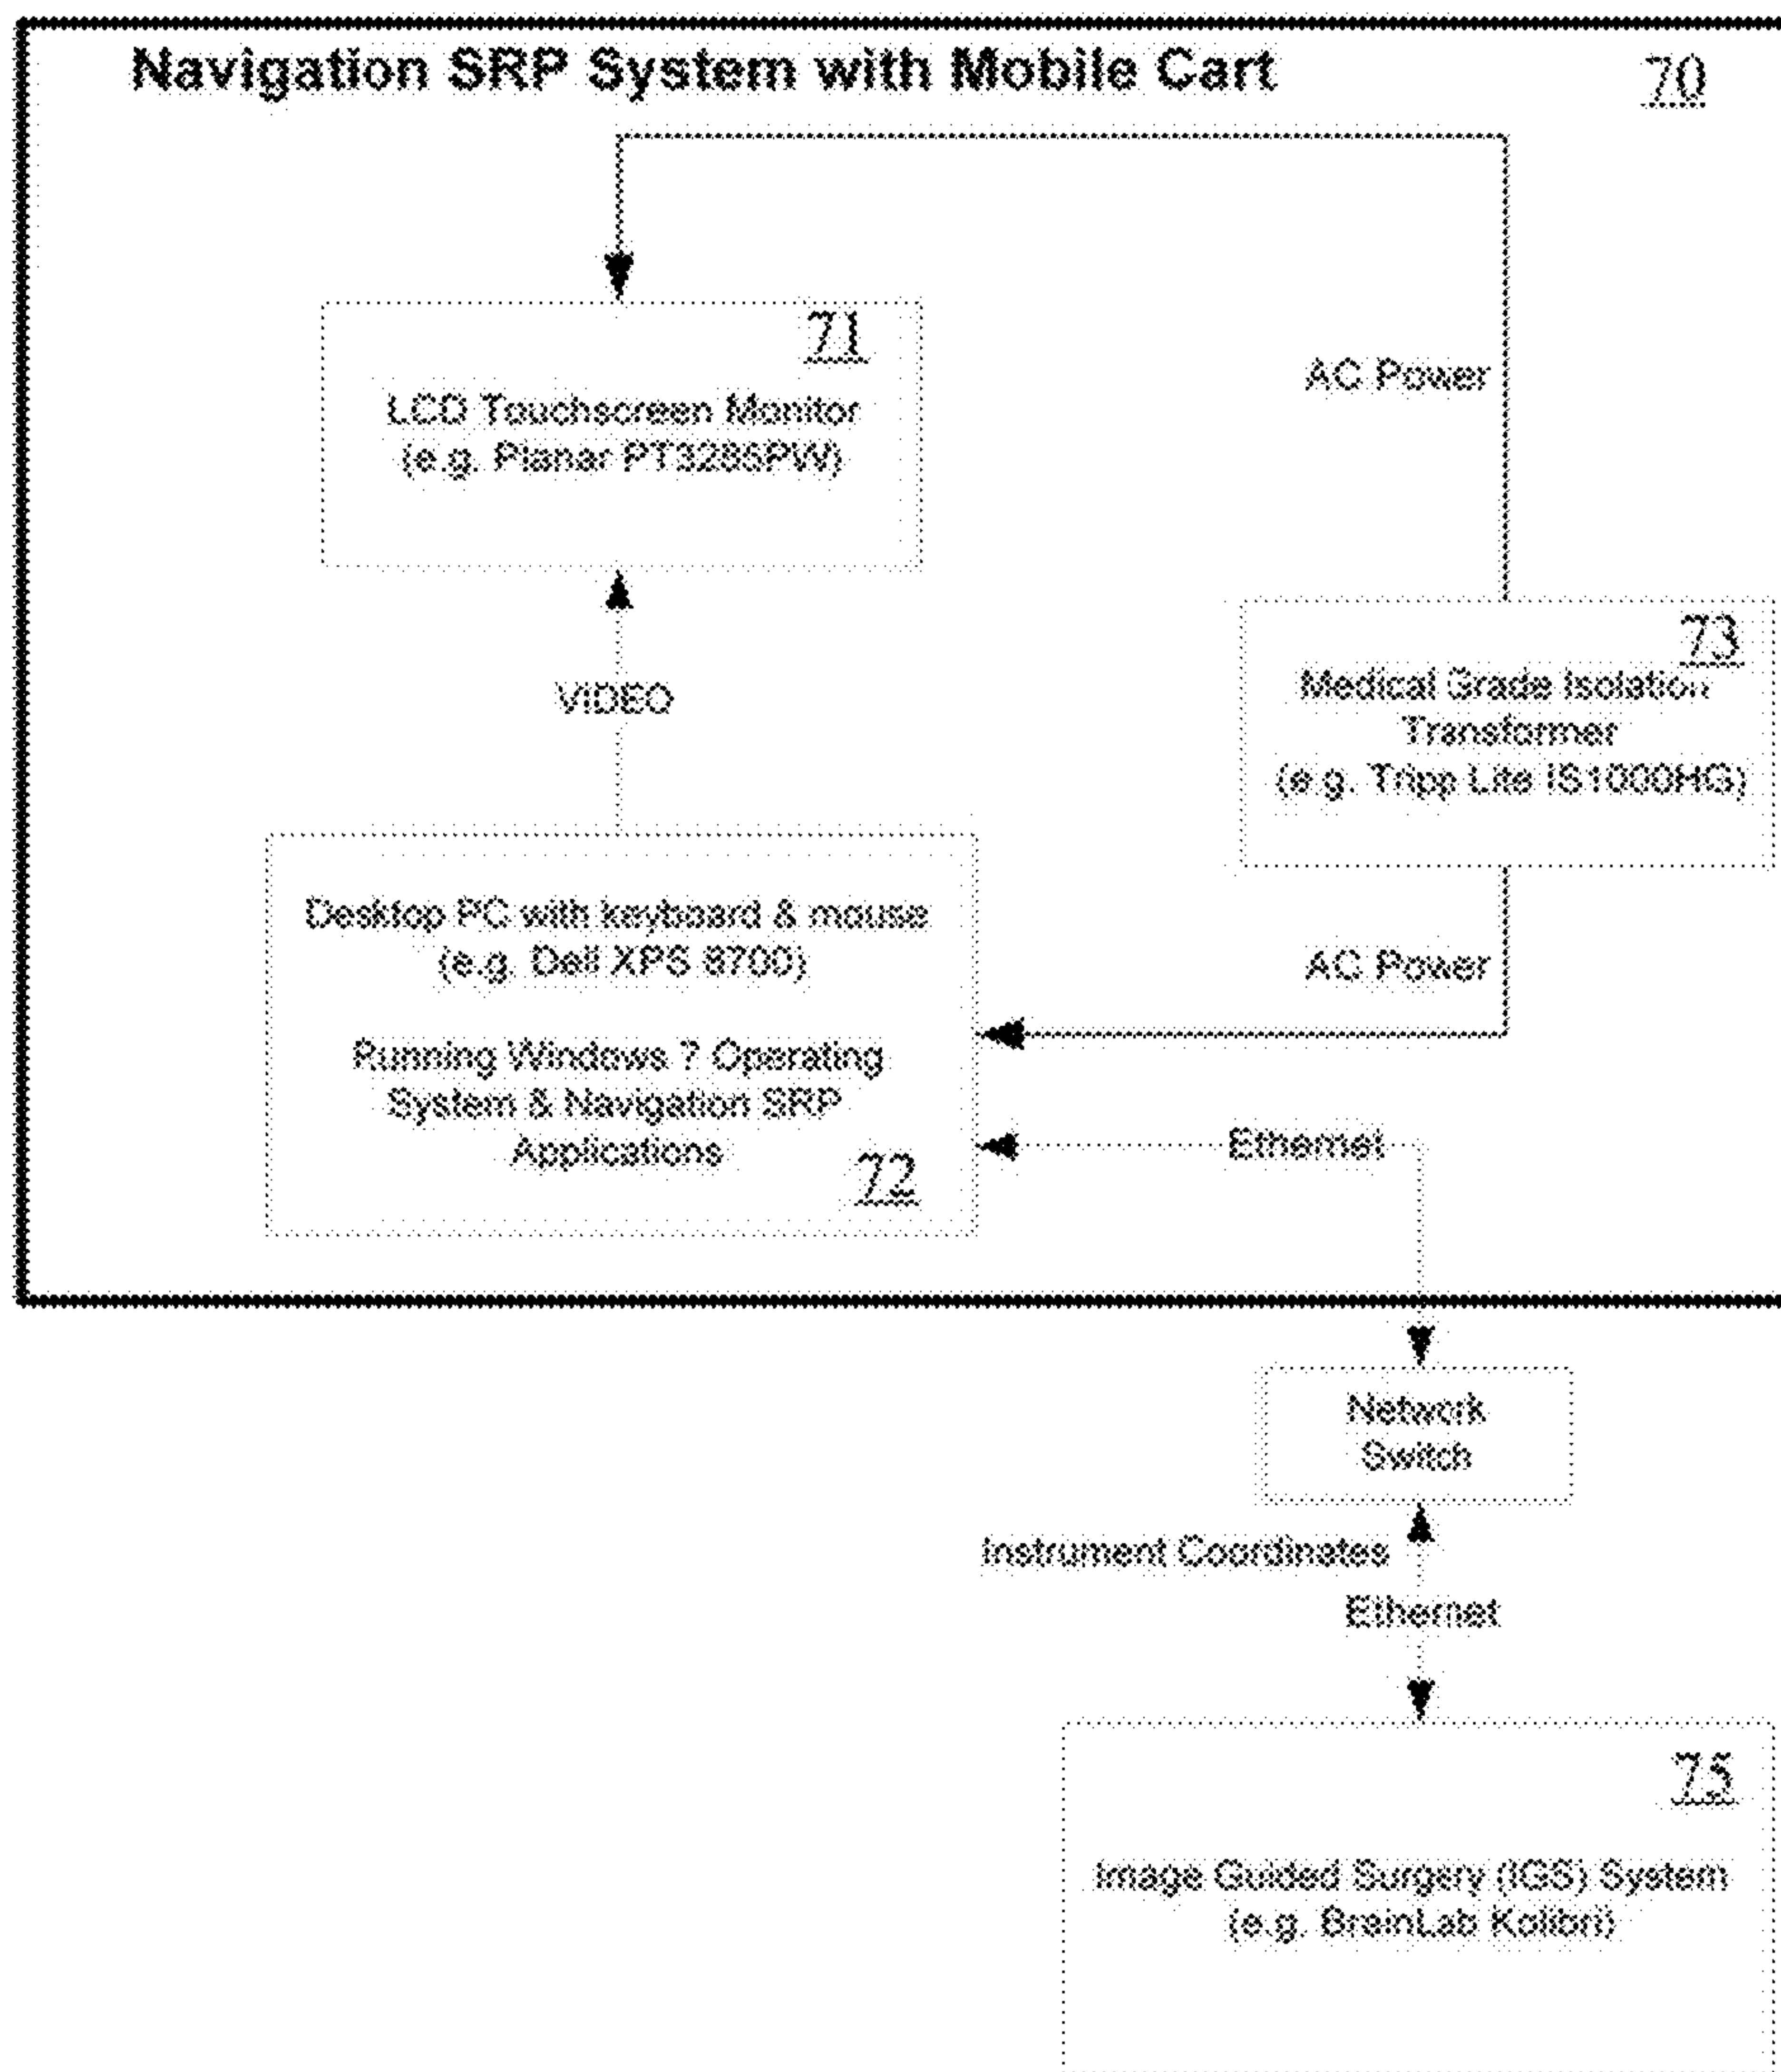 Navigation SRP System with Mobile Cart
70
71
LCD Touchscreen Monitor
(e.g. Planar PT3285PW)
AC Power
73
Medical Grade Isolation
Transformer
(e.g. Tripp Lite IS1000HG)
VIDEO
Desktop PC with keyboard & mouse
(e.g. Dell XPS 8700)
Running Windows 7 Operating
System & Navigation SRP
Applications
72
AC Power
Ethernet
Network
Switch
Instrument Coordinates
Ethernet
75
Image Guided Surgery (IGS) System
(e.g. BrainLab Kolibri)